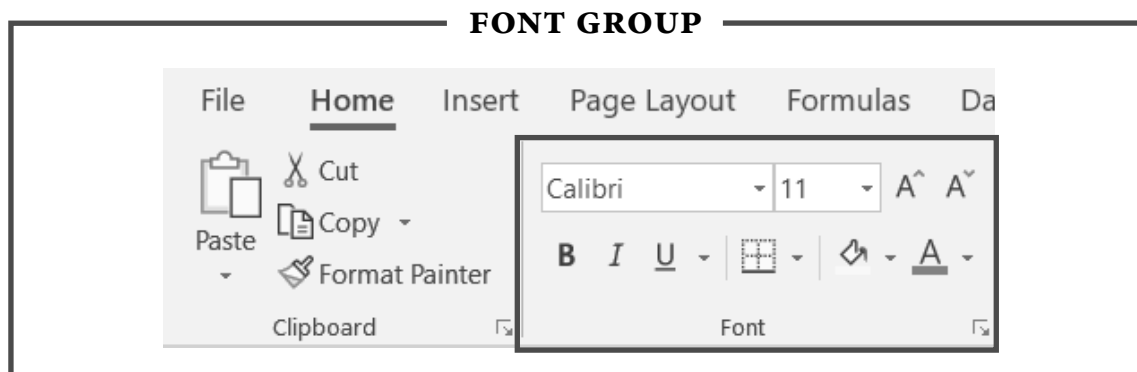 FONT GROUP
File Home Insert Page Layout Formulas Da
Cut
Copy
Paste
Format Painter
Clipboard
Calibri 11 A A
B I U A
Font